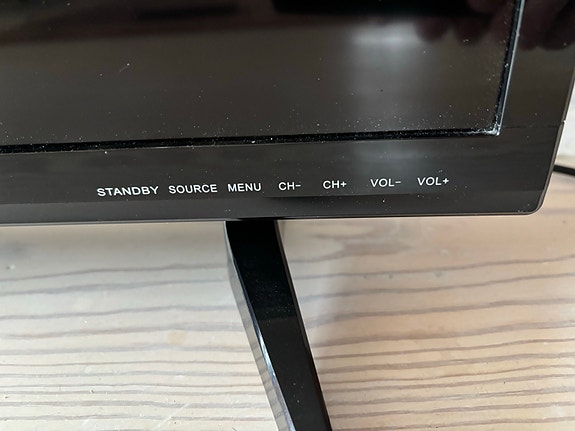 STANDBY SOURCE MENU CH- CH+ VOL- VOL+